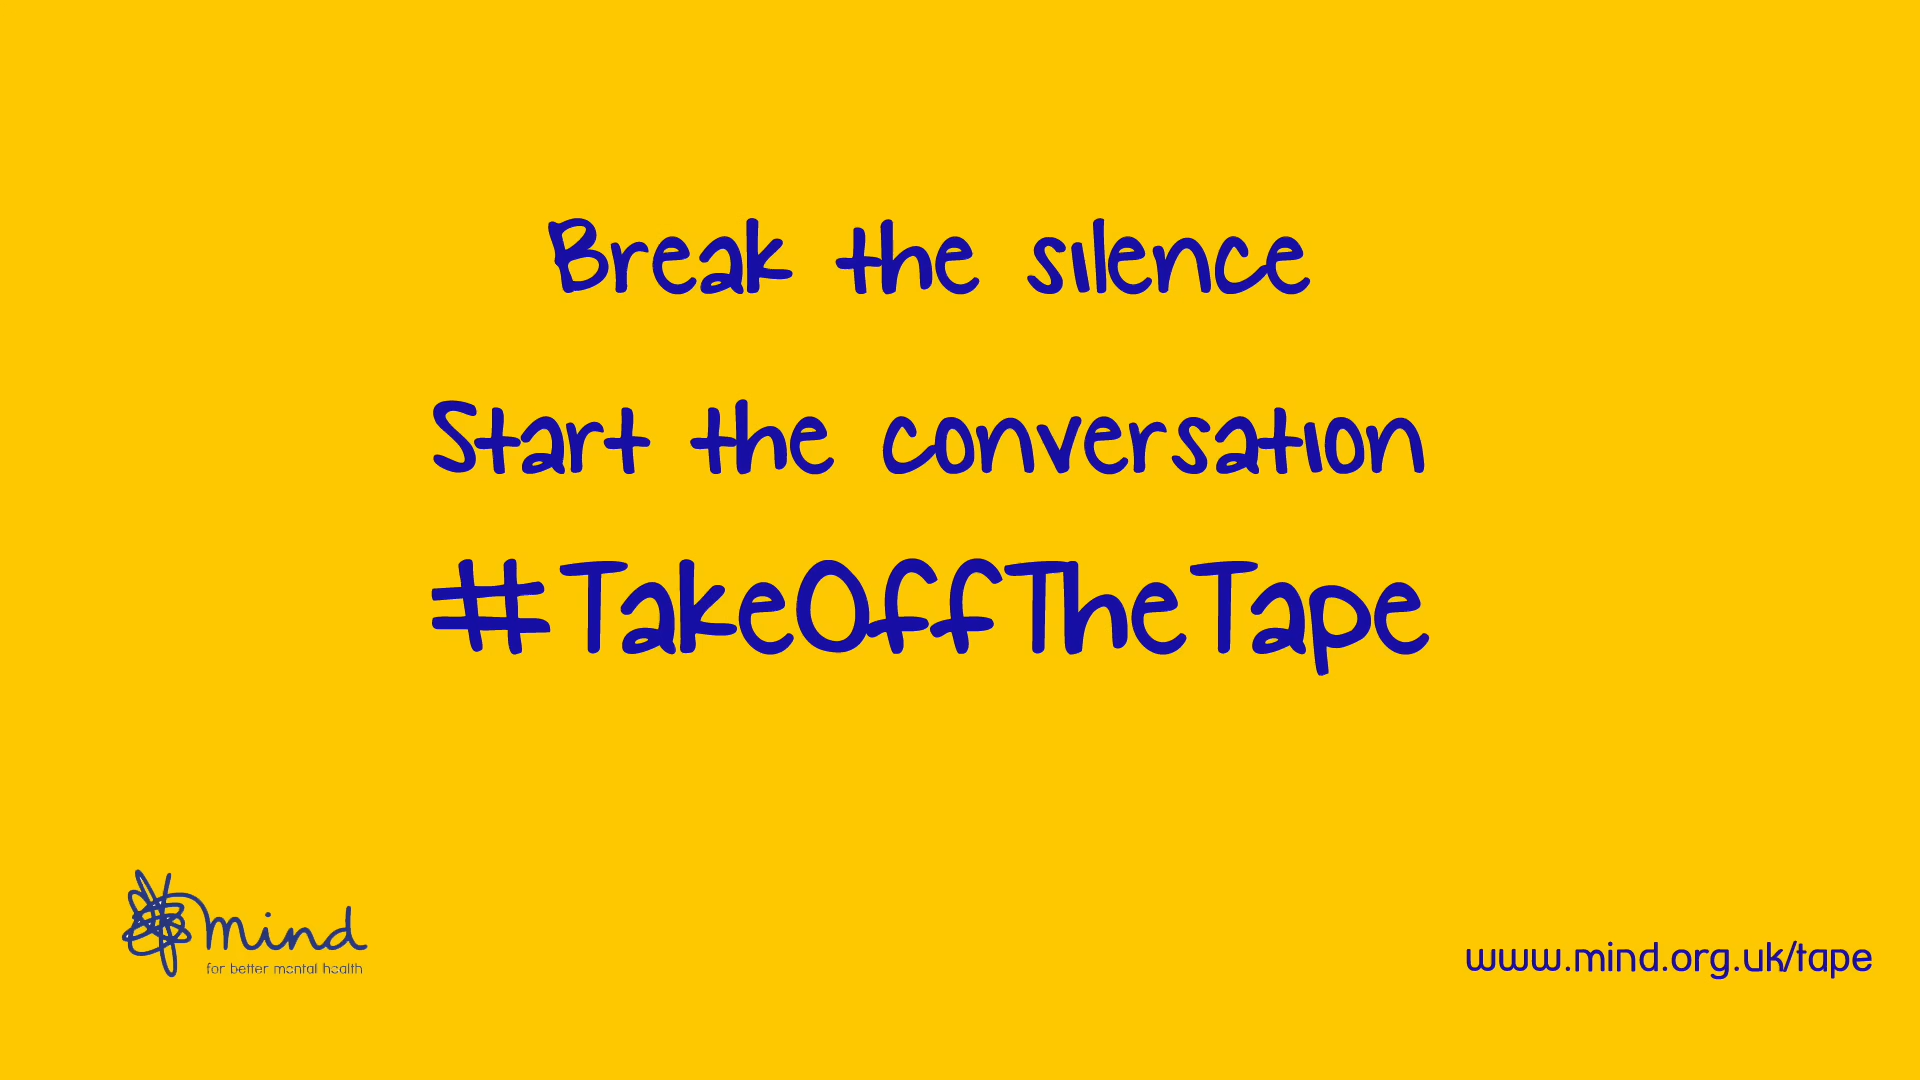 Break the silence
Start the conversation
#TakeOffTheTape
mind
for better mental health
www.mind.org.uk/tape